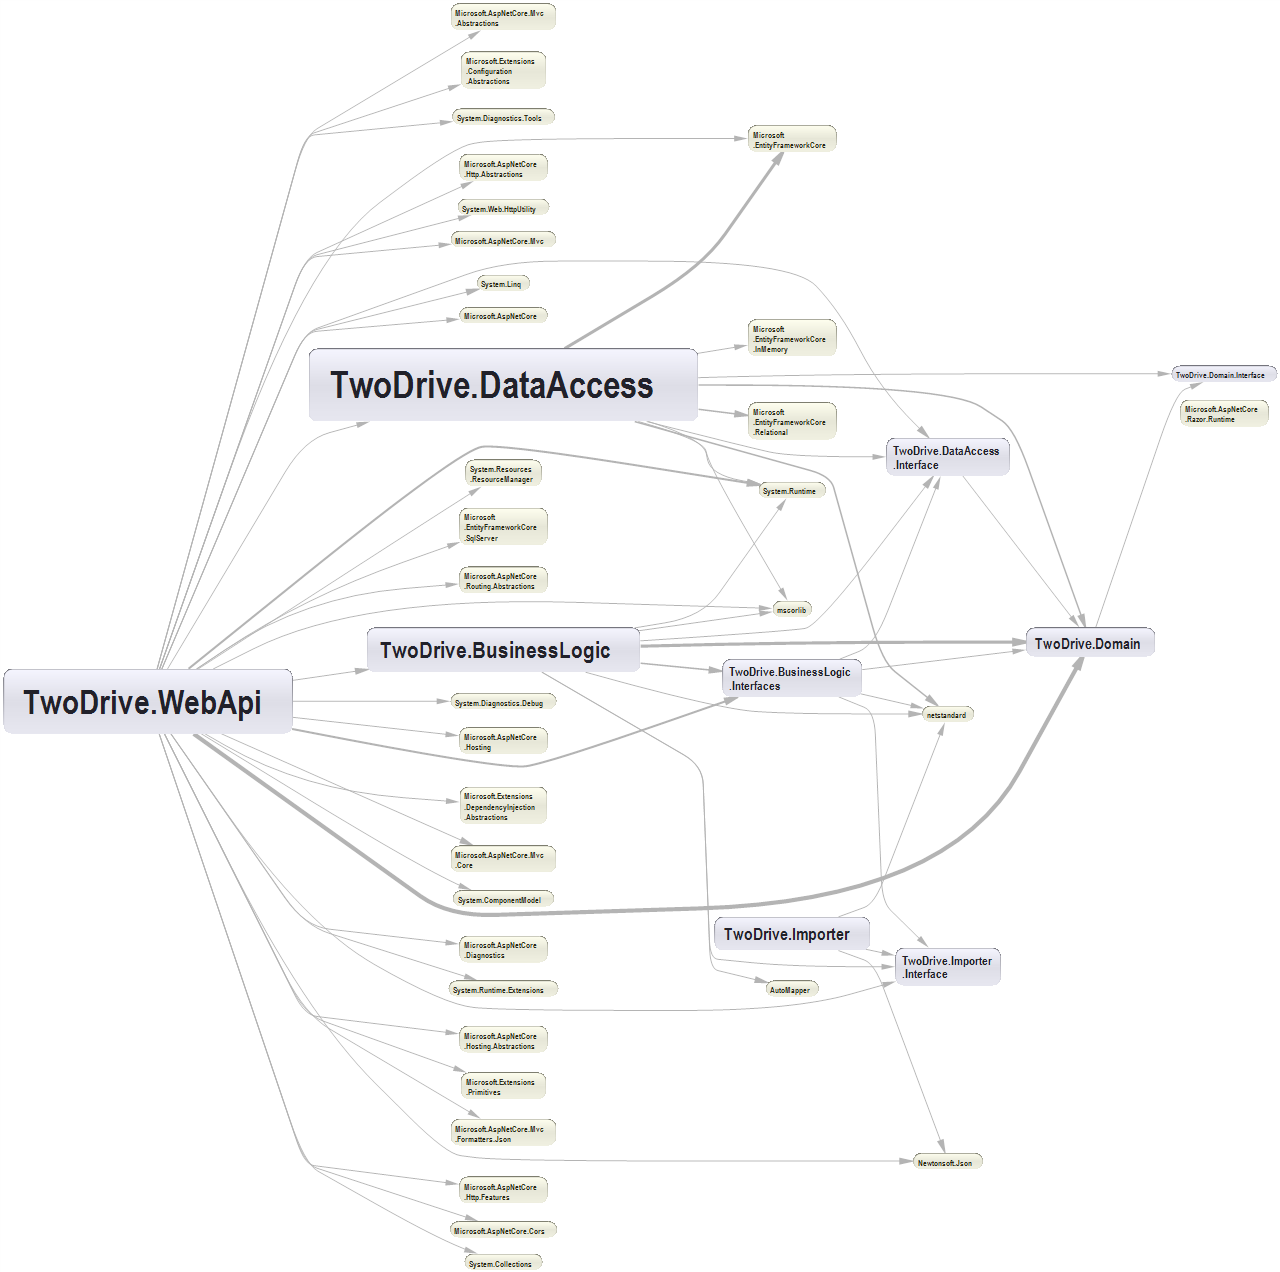 Microsoft.AspNetCore.Mvc
.Abstractions
Microsoft.Extensions
.Configuration
.Abstractions
System.Diagnostics.Tools
Microsoft
.EntityFrameworkCore
Microsoft.AspNetCore
.Http.Abstractions
System.Web.HttpUtility
Microsoft.AspNetCore.Mvc
System.Linq
Microsoft.AspNetCore
Microsoft
.EntityFrameworkCore
.InMemory
TwoDrive.DataAccess
TwoDrive.Domain.Interface
Microsoft.AspNetCore
.Razor.Runtime
Microsoft
.EntityFrameworkCore
.Relational
TwoDrive.DataAccess
.Interface
System.Resources
.ResourceManager
System.Runtime
Microsoft
.EntityFrameworkCore
.SqlServer
Microsoft.AspNetCore
.Routing.Abstractions
mscorlib
TwoDrive.BusinessLogic
TwoDrive.Domain
TwoDrive.BusinessLogic
.Interfaces
TwoDrive.WebApi
System.Diagnostics.Debug
netstandard
Microsoft.AspNetCore
.Hosting
Microsoft.Extensions
.DependencyInjection
.Abstractions
Microsoft.AspNetCore.Mvc
.Core
System.ComponentModel
TwoDrive.Importer
Microsoft.AspNetCore
.Diagnostics
TwoDrive.Importer
.Interface
System.Runtime.Extensions
AutoMapper
Microsoft.AspNetCore
.Hosting.Abstractions
Microsoft.Extensions
.Primitives
Microsoft.AspNetCore.Mvc
.Formatters.Json
Newtonsoft.Json
Microsoft.AspNetCore
.Http.Features
Microsoft.AspNetCore.Cors
System.Collections